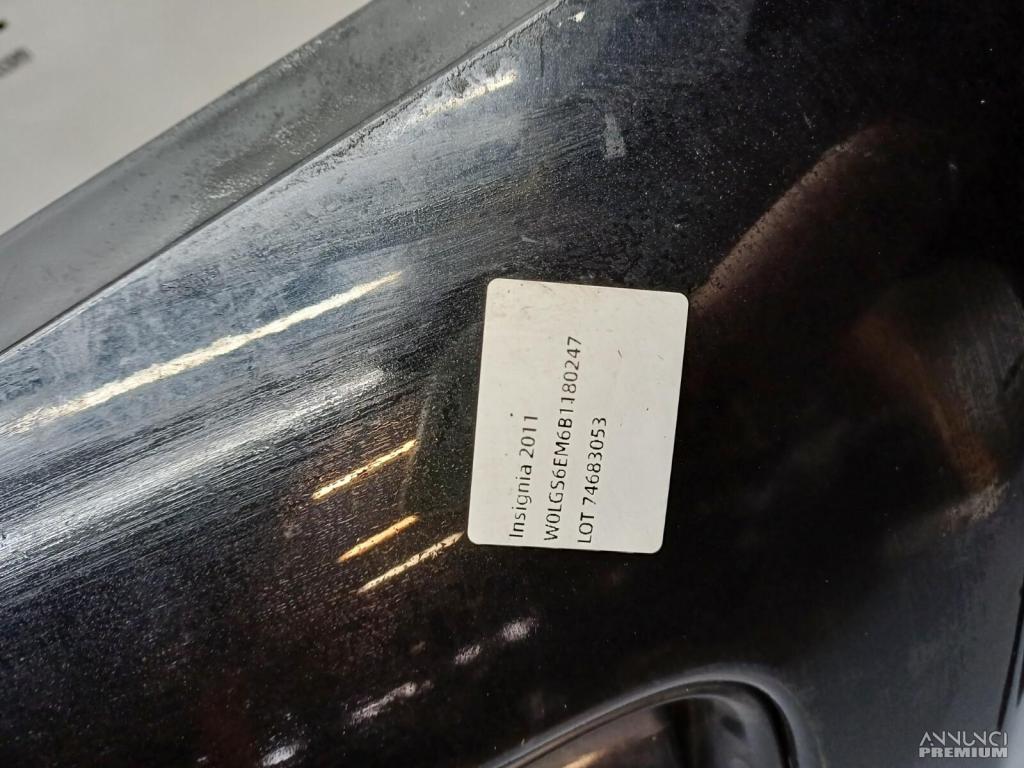 Insignia 2011
W0LGS6EM6B1180247
LOT 74683053
ANNUNCI
PREMIUM